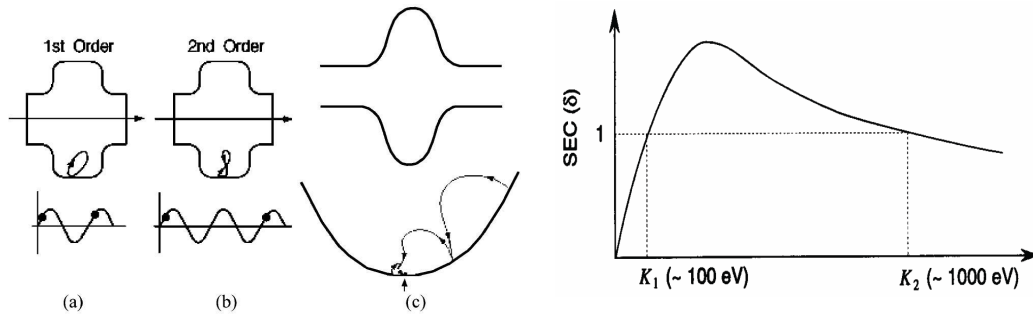 1st Order
2nd Order
(a)
(b)
(c)
SEC (δ)
1
K₁ (~ 100 eV)
K₂ (~ 1000 eV)